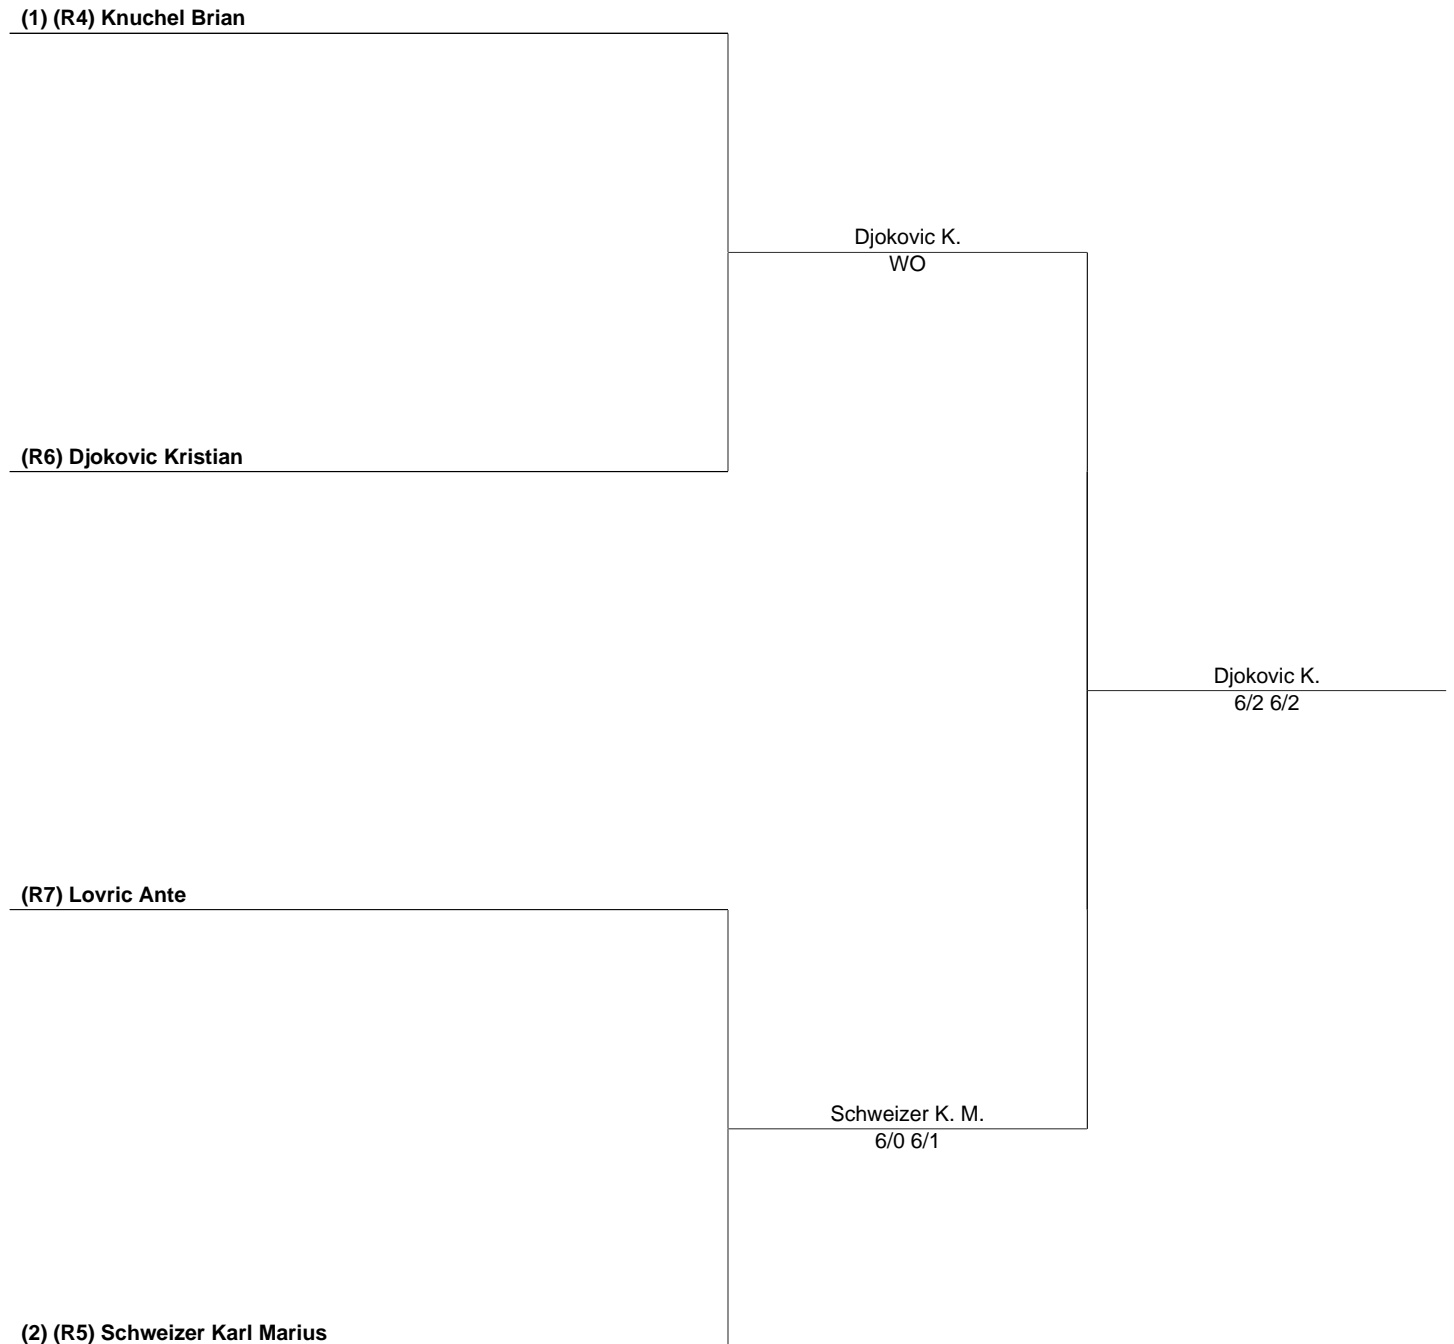 (1) (R4) Knuchel Brian
Djokovic K.
WO
(R6) Djokovic Kristian
Djokovic K.
6/2 6/2
(R7) Lovric Ante
Schweizer K. M.
6/0 6/1
(2) (R5) Schweizer Karl Marius